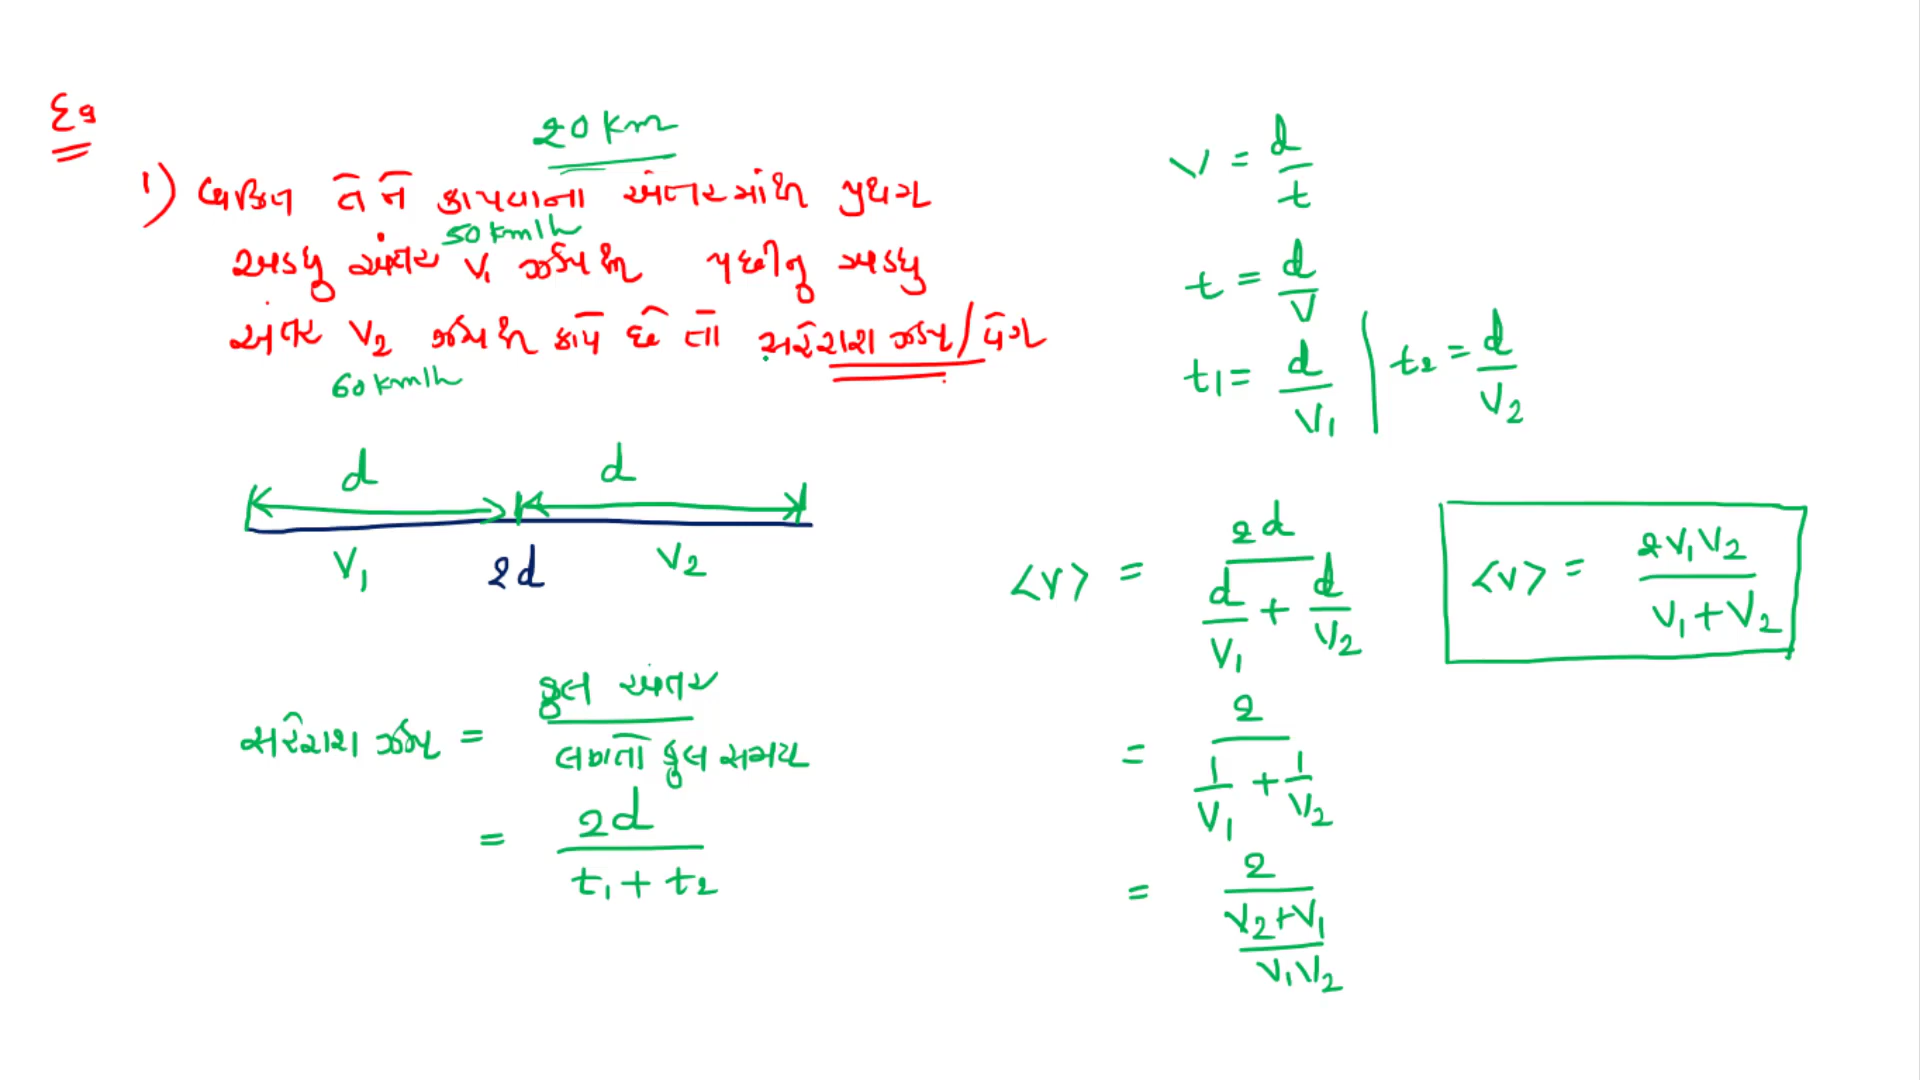 Eg
20 km
1) વ્યક્તિ તેને કાપવાના અંતરમાંથી પ્રથમ
50 km/h
અડધુ અંતર V₁ ઝડપથી પછીનુ અડધુ
અંતર V₂ ઝડપથી કાપે છે તો સરેરાશ ઝડપ/વેગ
60 km/h
d d
V₁ 2d V₂
સરેરાશ ઝડપ = કુલ અંતર / લાગતો કુલ સમય
= 2d / t₁ + t₂
V = d / t
t = d / V
t₁ = d / V₁ | t₂ = d / V₂
<v> = 2d / d/V₁ + d/V₂
= 2 / 1/V₁ + 1/V₂
= 2 / V₂+V₁ / V₁V₂
<v> = 2V₁V₂ / V₁+V₂